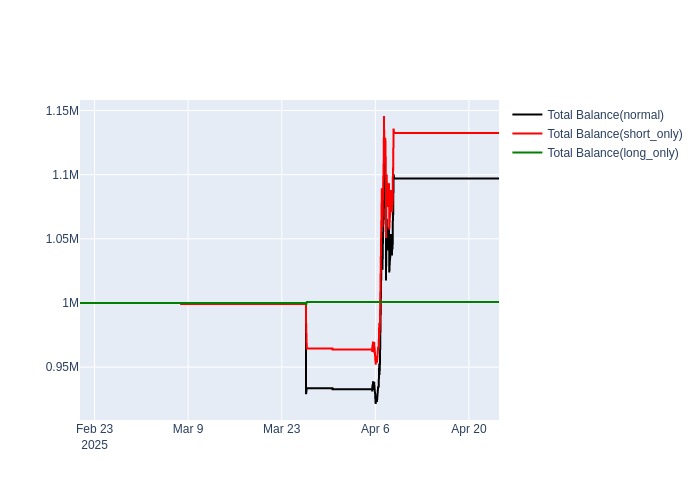 1.15M
1.1M
1.05M
1M
0.95M
Feb 23
2025
Mar 9
Mar 23
Apr 6
Apr 20
Total Balance(normal)
Total Balance(short_only)
Total Balance(long_only)